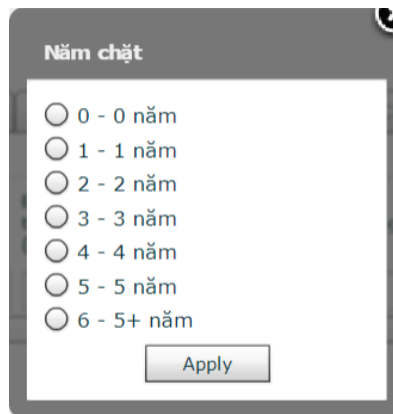 Năm chặt
0 - 0 năm
1 - 1 năm
2 - 2 năm
3 - 3 năm
4 - 4 năm
5 - 5 năm
6 - 5+ năm
Apply